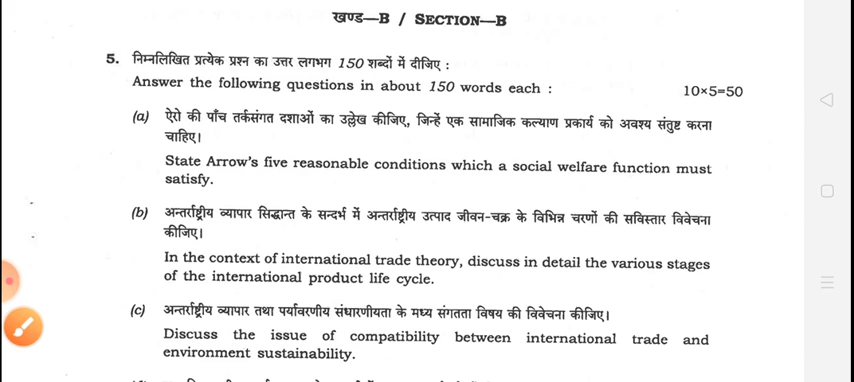 खण्ड—B / SECTION—B
5. निम्नलिखित प्रत्येक प्रश्न का उत्तर लगभग 150 शब्दों में दीजिए :
Answer the following questions in about 150 words each : 10×5=50
(a) ऐरो की पाँच तर्कसंगत दशाओं का उल्लेख कीजिए, जिन्हें एक सामाजिक कल्याण प्रकार्य को अवश्य संतुष्ट करना
चाहिए।
State Arrow's five reasonable conditions which a social welfare function must
satisfy.
(b) अन्तर्राष्ट्रीय व्यापार सिद्धान्त के सन्दर्भ में अन्तर्राष्ट्रीय उत्पाद जीवन-चक्र के विभिन्न चरणों की सविस्तार विवेचना
कीजिए।
In the context of international trade theory, discuss in detail the various stages
of the international product life cycle.
(c) अन्तर्राष्ट्रीय व्यापार तथा पर्यावरणीय संधारणीयता के मध्य संगतता विषय की विवेचना कीजिए।
Discuss the issue of compatibility between international trade and
environment sustainability.